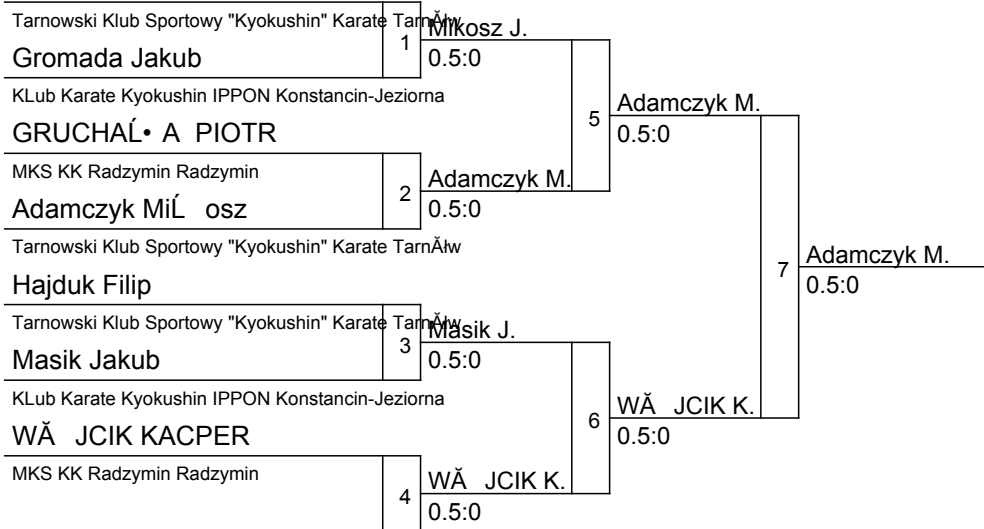 Tarnowski Klub Sportowy "Kyokushin" Karate TarnĂłw
1
Mikosz J.
Gromada Jakub
0.5:0
KLub Karate Kyokushin IPPON Konstancin-Jeziorna
5
Adamczyk M.
GRUCHAĹ• A PIOTR
0.5:0
MKS KK Radzymin Radzymin
2
Adamczyk M.
Adamczyk MiĹ osz
0.5:0
Tarnowski Klub Sportowy "Kyokushin" Karate TarnĂłw
7
Adamczyk M.
Hajduk Filip
0.5:0
Tarnowski Klub Sportowy "Kyokushin" Karate TarnĂłw
3
Masik J.
Masik Jakub
0.5:0
KLub Karate Kyokushin IPPON Konstancin-Jeziorna
6
WĂ JCIK K.
WĂ JCIK KACPER
0.5:0
MKS KK Radzymin Radzymin
4
WĂ JCIK K.
0.5:0